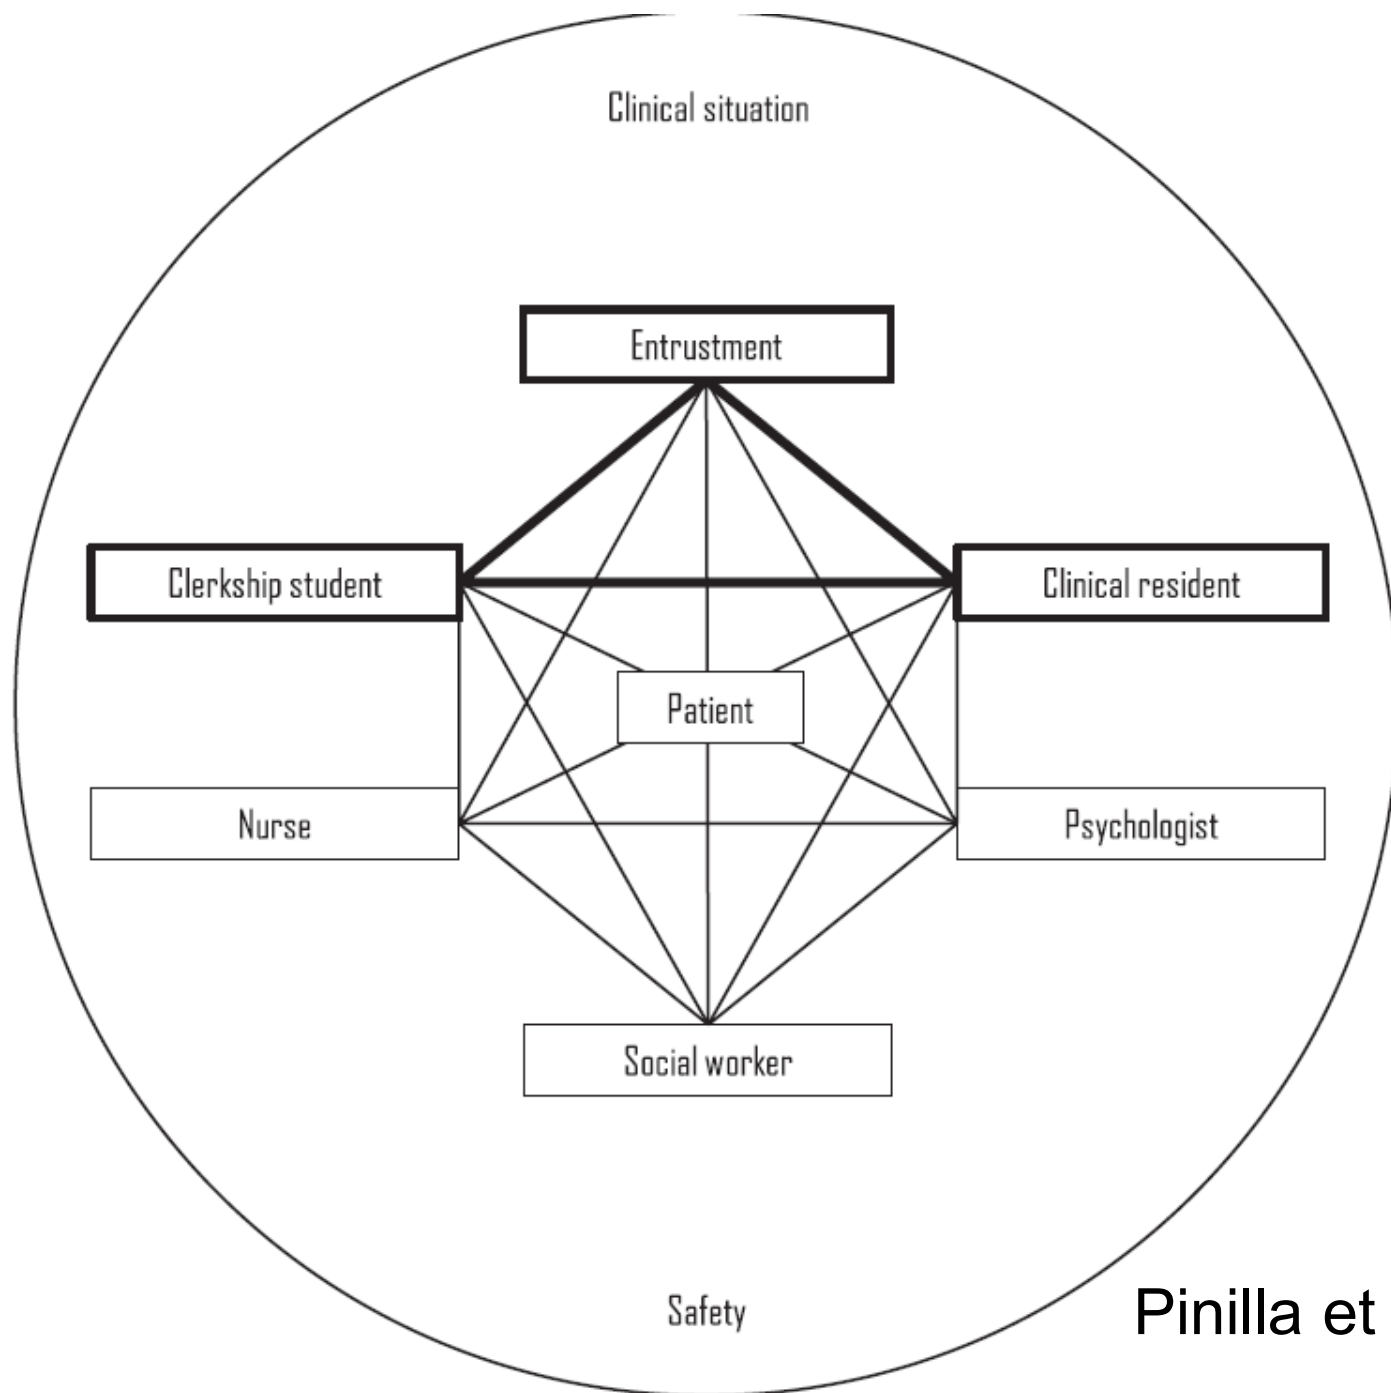 Clinical situation
Entrustment
Clerkship student
Clinical resident
Patient
Nurse
Psychologist
Social worker
Safety
Pinilla et